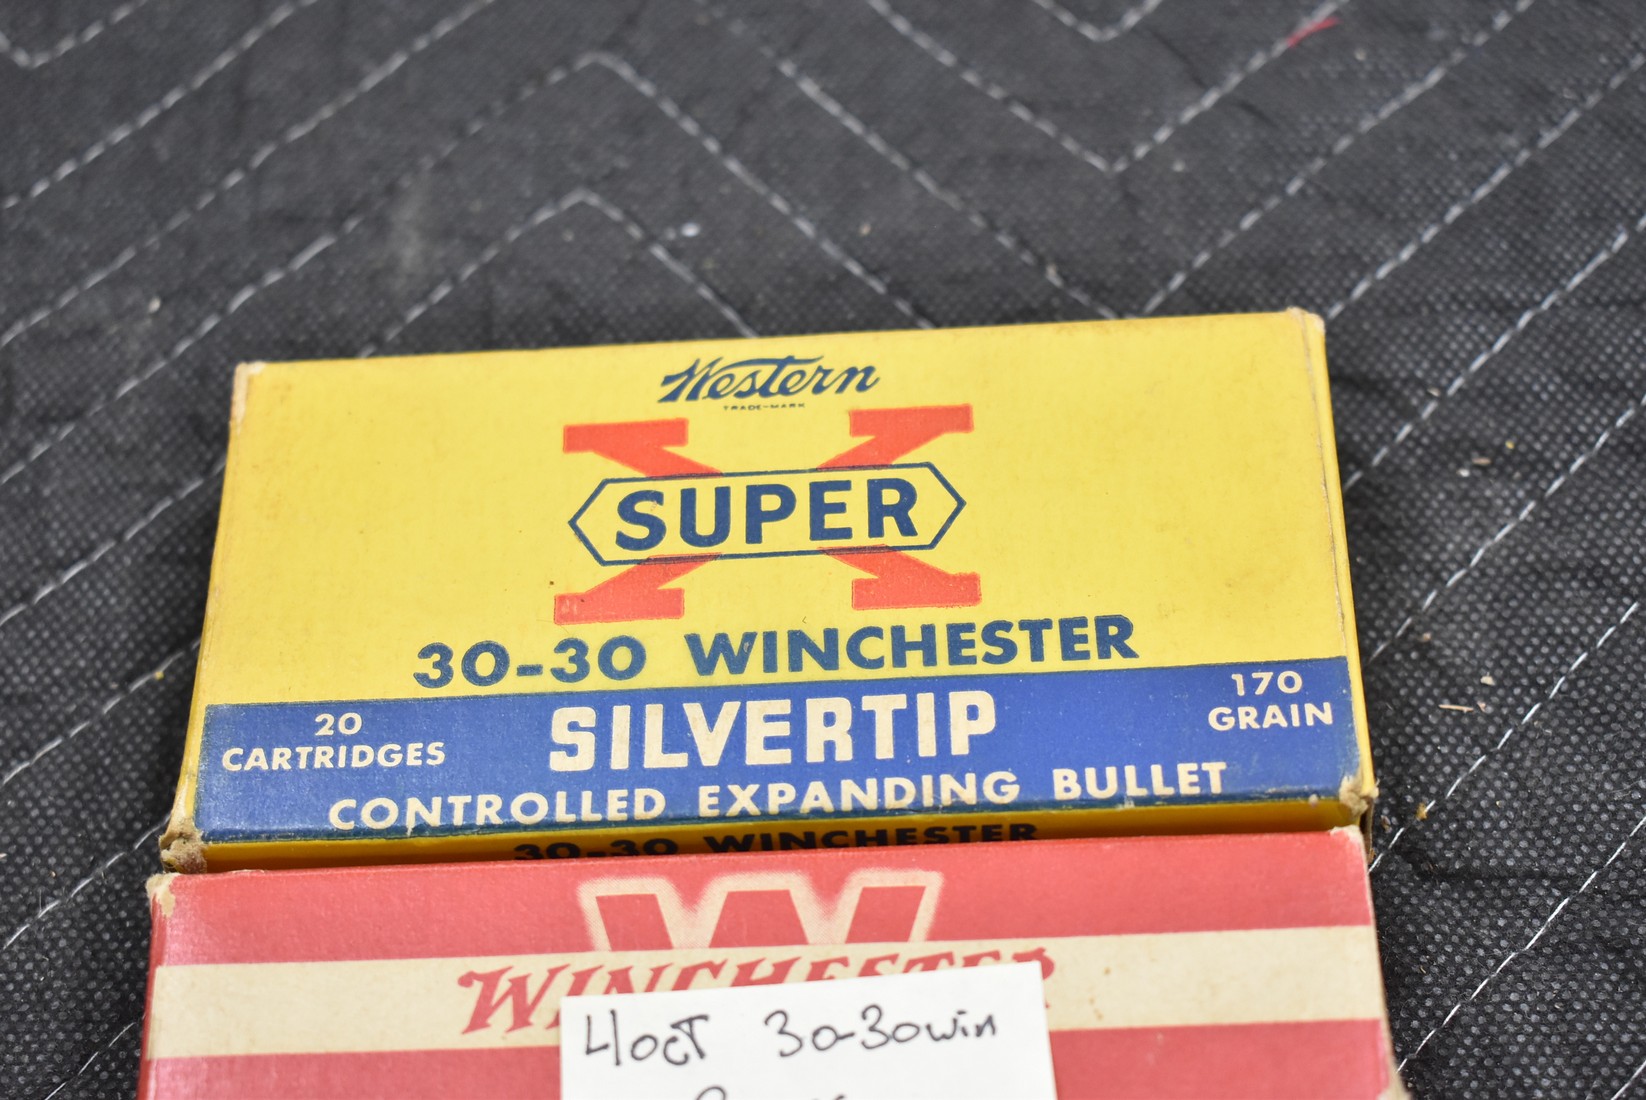 Western
TRADE-MARK
SUPER X
30-30 WINCHESTER
20
CARTRIDGES
SILVERTIP
170
GRAIN
CONTROLLED EXPANDING BULLET
30-30 WINCHESTER
W
WINCHESTER
40CT 30-30win